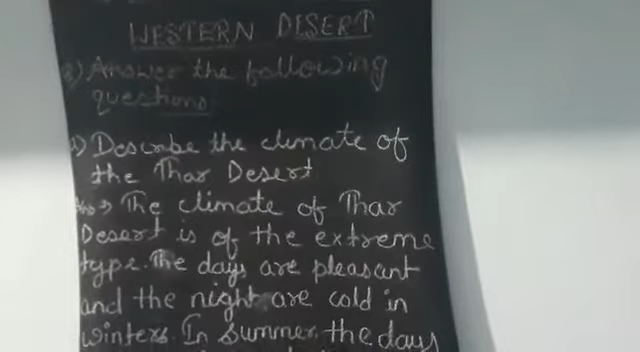 WESTERN DESERT
B) Answer the following
questions
a) Describe the climate of
the Thar Desert
Ans → The climate of Thar
Desert is of the extreme
type. The days are pleasant
and the night are cold in
winters. In summer the days